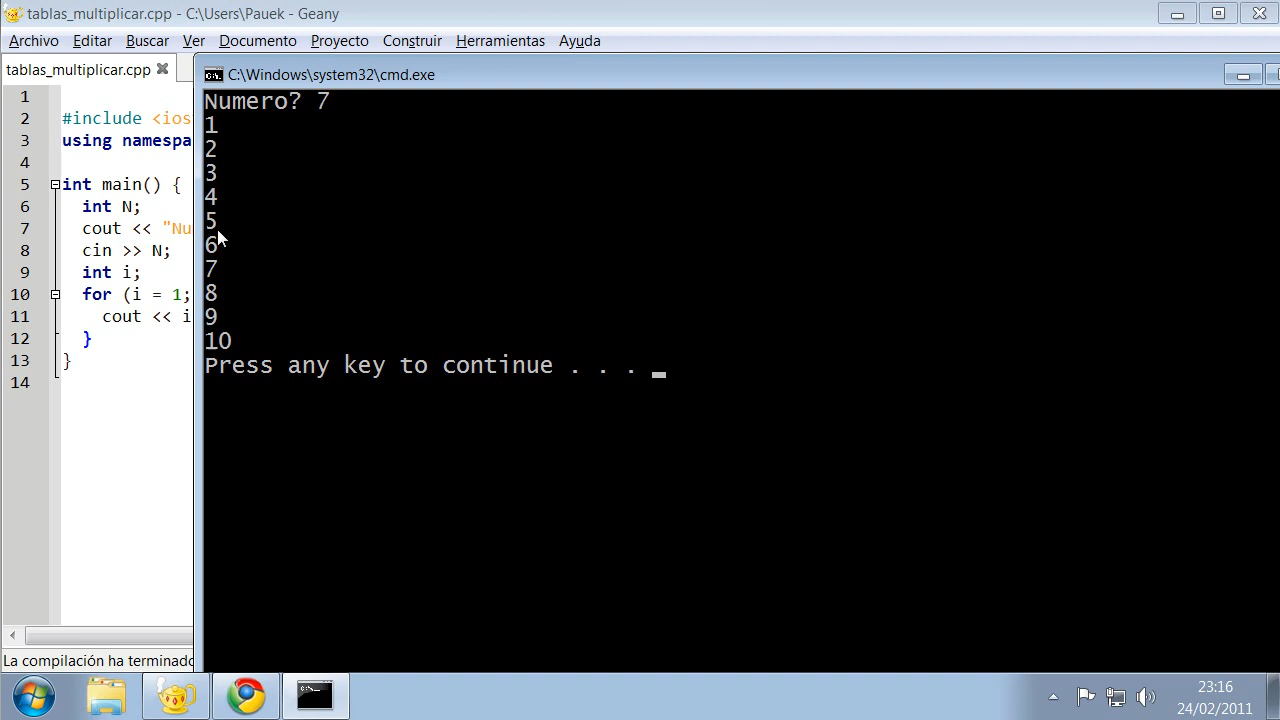 tablas_multiplicar.cpp - C:\Users\Pauek - Geany
Archivo Editar Buscar Ver Documento Proyecto Construir Herramientas Ayuda
tablas_multiplicar.cpp
C:\Windows\system32\cmd.exe
1
2 #include <ios
3 using namespa
4
5 int main() {
6 int N;
7 cout << "Nu
8 cin >> N;
9 int i;
10 for (i = 1;
11 cout << i
12 }
13 }
14
Numero? 7
1
2
3
4
5
6
7
8
9
10
Press any key to continue . . .
La compilación ha terminado
23:16
24/02/2011